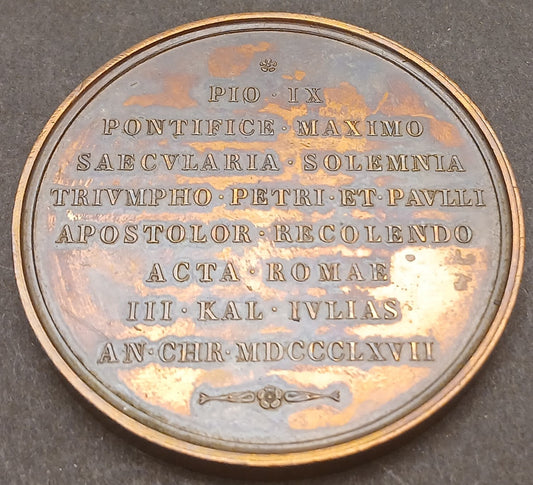 PIO · IX
PONTIFICE · MAXIMO
SAECVLARIA · SOLEMNIA
TRIVMPHO · PETRI · ET · PAVLLI
APOSTOLOR · RECOLENDO
ACTA · ROMAE
III · KAL · IVLIAS
AN · CHR · MDCCCLXVII